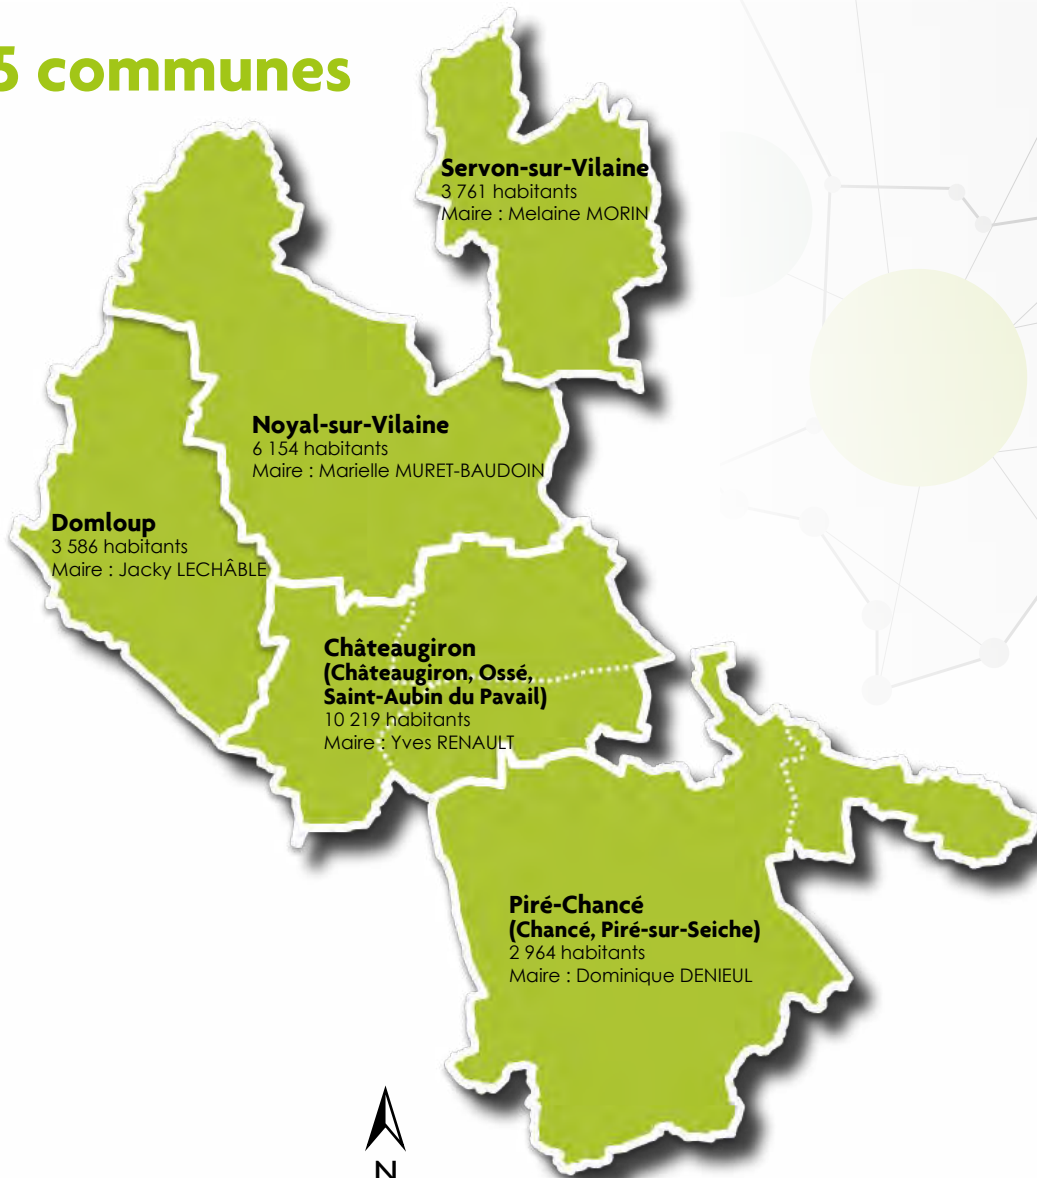 5 communes
Servon-sur-Vilaine
3 761 habitants
Maire : Melaine MORIN
Noyal-sur-Vilaine
6 154 habitants
Maire : Marielle MURET-BAUDOIN
Domloup
3 586 habitants
Maire : Jacky LECHÂBLE
Châteaugiron
(Châteaugiron, Ossé,
Saint-Aubin du Pavail)
10 219 habitants
Maire : Yves RENAULT
Piré-Chancé
(Chancé, Piré-sur-Seiche)
2 964 habitants
Maire : Dominique DENIEUL
N